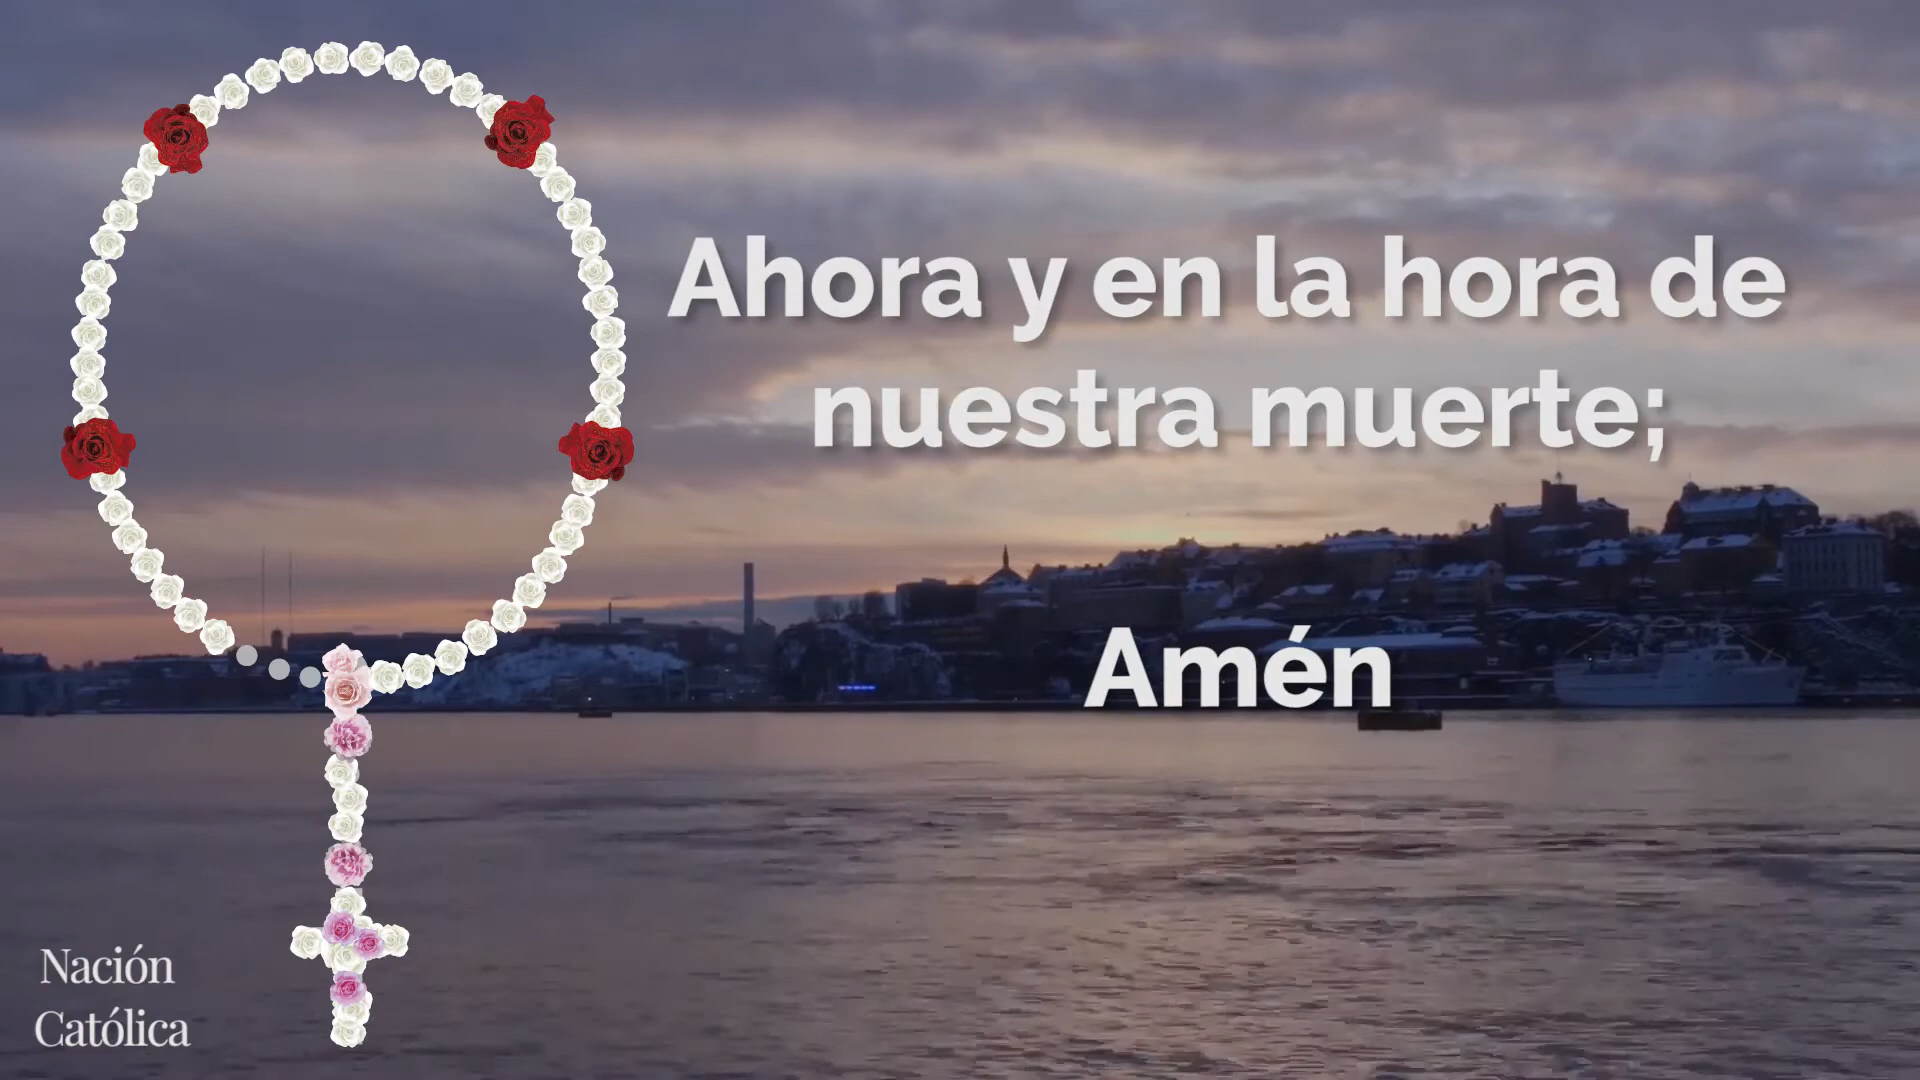 Ahora y en la hora de
nuestra muerte;
Amén
Nación
Católica